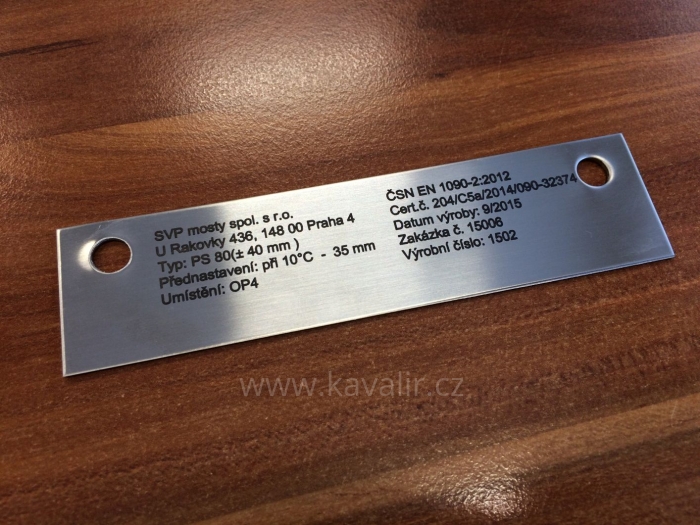 SVP mosty spol. s r.o.
U Rakovky 436, 148 00 Praha 4
Typ: PS 80(± 40 mm )
Přednastavení: při 10°C - 35 mm
Umístění: OP4
ČSN EN 1090-2:2012
Cert.č. 204/C5a/2014/090-32374
Datum výroby: 9/2015
Zakázka č. 15006
Výrobní číslo: 1502
www.kavalir.cz